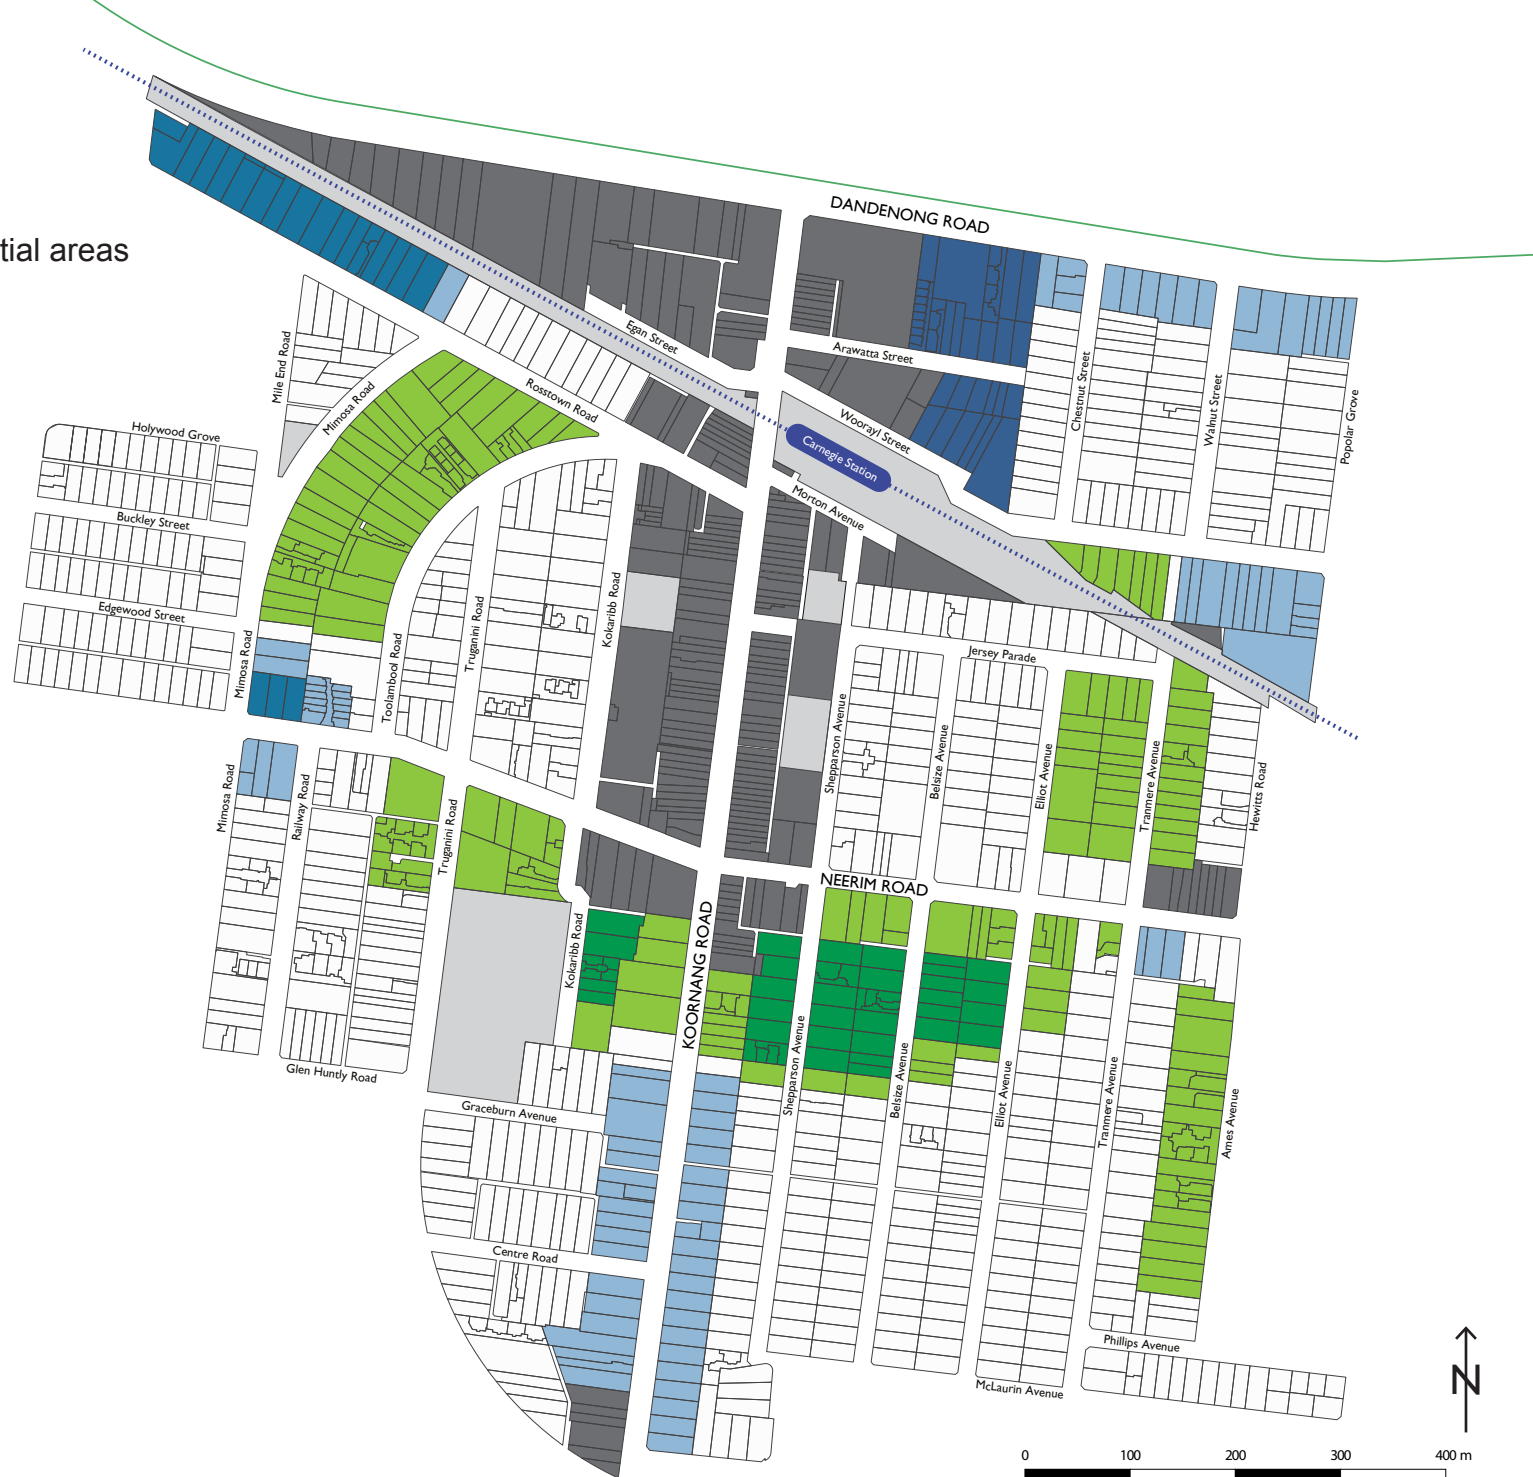 tial areas
DANDENONG ROAD
Egan Street
Arawatta Street
Mile End Road
Mimosa Road
Rosstown Road
Woorayl Street
Chestnut Street
Walnut Street
Popolar Grove
Carnegie Station
Holywood Grove
Morton Avenue
Buckley Street
Edgewood Street
Kokaribb Road
Truganini Road
Toolambool Road
Mimosa Road
Jersey Parade
Shepparson Avenue
Belsize Avenue
Elliot Avenue
Tranmere Avenue
Hewitts Road
Mimosa Road
Railway Road
Truganini Road
NEERIM ROAD
KOORNANG ROAD
Kokaribb Road
Shepparson Avenue
Belsize Avenue
Elliot Avenue
Tranmere Avenue
Ames Avenue
Glen Huntly Road
Graceburn Avenue
Centre Road
Phillips Avenue
McLaurin Avenue
N
0 100 200 300 400 m